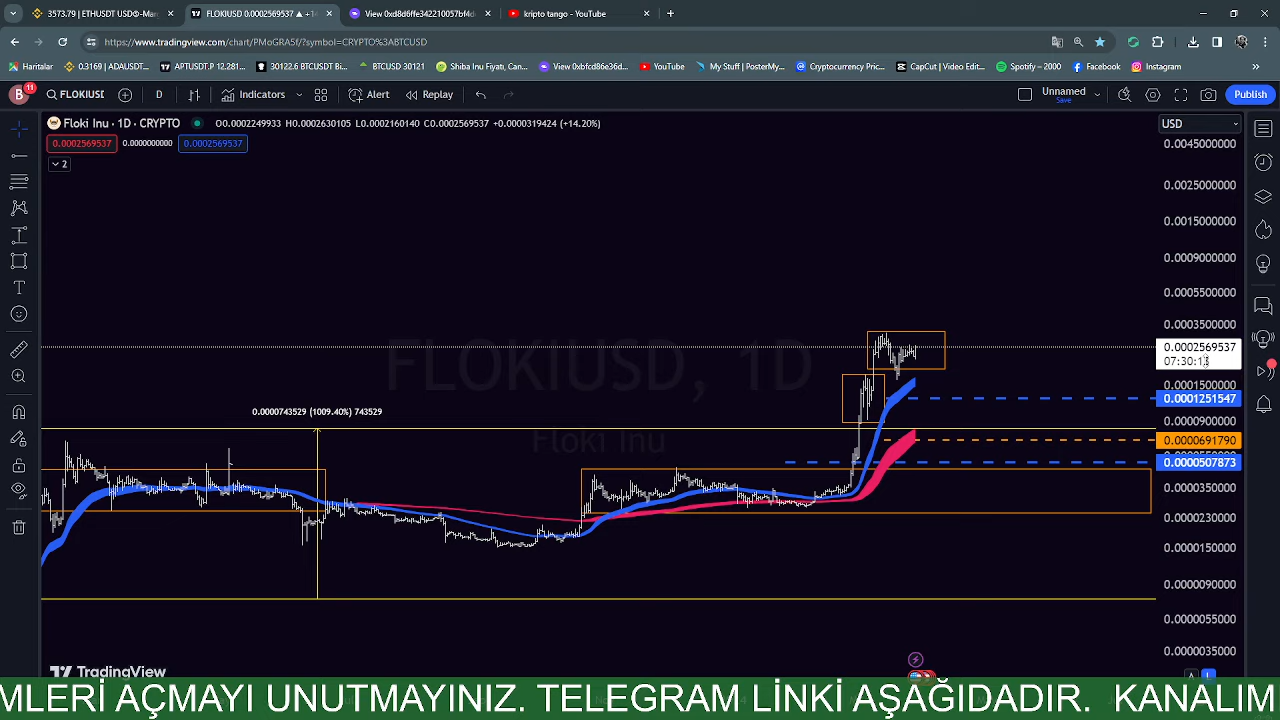 3573.79 | ETHUSDT USD®-Mar
FLOKIUSD 0.0002569537 ▲ +14
View 0xd8d6ffe342210057bf4d
kripto tango - YouTube
https://www.tradingview.com/chart/PMoGRASf/?symbol=CRYPTO%3ABTCUSD
Haritalar
0.3169 | ADAUSDT...
APTUSDT.P 12.281...
30122.6 BTCUSDT Bi...
BTCUSD 30121
Shiba Inu Fiyatı, Can...
View 0xbfcd86e36d...
YouTube
My Stuff | PosterMy...
Cryptocurrency Pric...
CapCut | Video Edit...
Spotify – 2000
Facebook
Instagram
B
11
FLOKIUSD
D
Indicators
Alert
Replay
Unnamed
Save
Publish
Floki Inu · 1D · CRYPTO
O0.0002249933 H0.0002630105 L0.0002160140 C0.0002569537 +0.0000319424 (+14.20%)
USD
0.0002569537
0.0000000000
0.0002569537
2
0.0045000000
0.0025000000
0.0015000000
0.0009000000
0.0005500000
0.0003500000
0.0002569537
0.0001500000
0.0001251547
0.0000900000
0.0000691790
0.0000507873
0.0000350000
0.0000230000
0.0000150000
0.0000090000
0.0000055000
0.0000035000
FLOKIUSD, 1D
Floki Inu
0.0000743529 (1009.40%) 743529
TradingView
A
L
MLERİ AÇMAYI UNUTMAYINIZ. TELEGRAM LİNKİ AŞAĞIDADIR. KANALIM